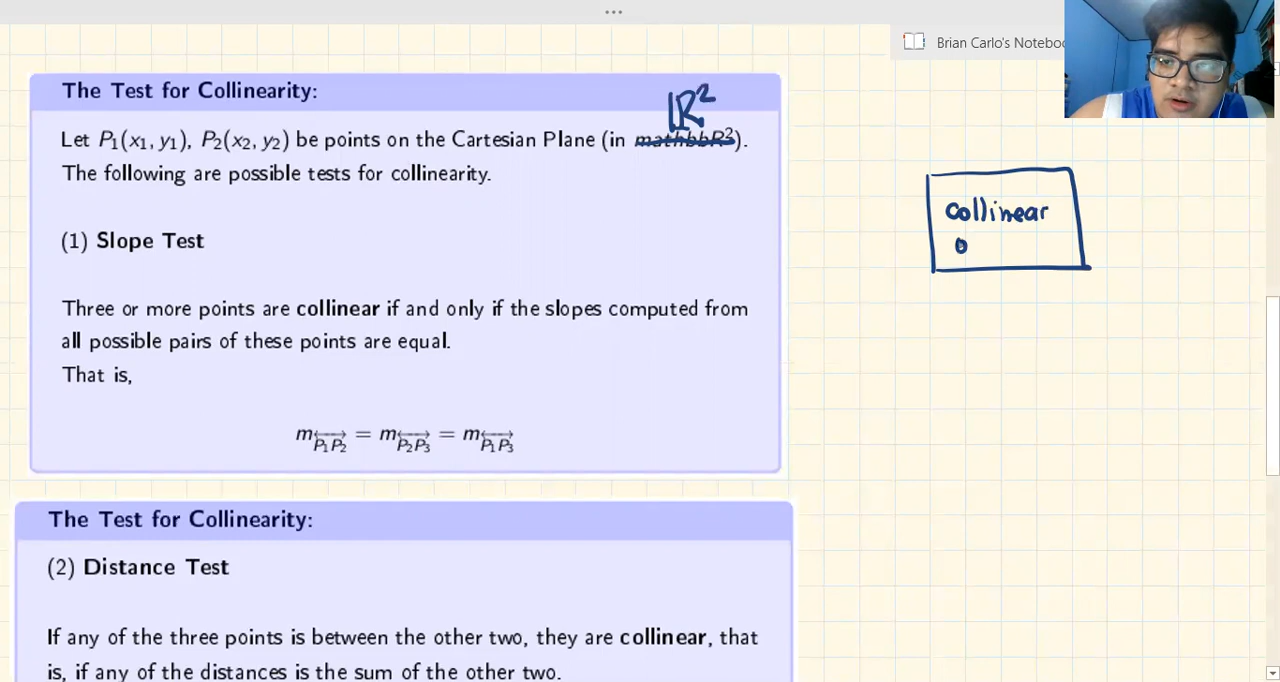 ...
Brian Carlo's Noteboo
The Test for Collinearity:
ℝ²
Let P₁(x₁, y₁), P₂(x₂, y₂) be points on the Cartesian Plane (in mathbbR²).
The following are possible tests for collinearity.
(1) Slope Test
Three or more points are collinear if and only if the slopes computed from
all possible pairs of these points are equal.
That is,
m_{\overleftrightarrow{P₁P₂}} = m_{\overleftrightarrow{P₂P₃}} = m_{\overleftrightarrow{P₁P₃}}
collinear
o
The Test for Collinearity:
(2) Distance Test
If any of the three points is between the other two, they are collinear, that
is, if any of the distances is the sum of the other two.